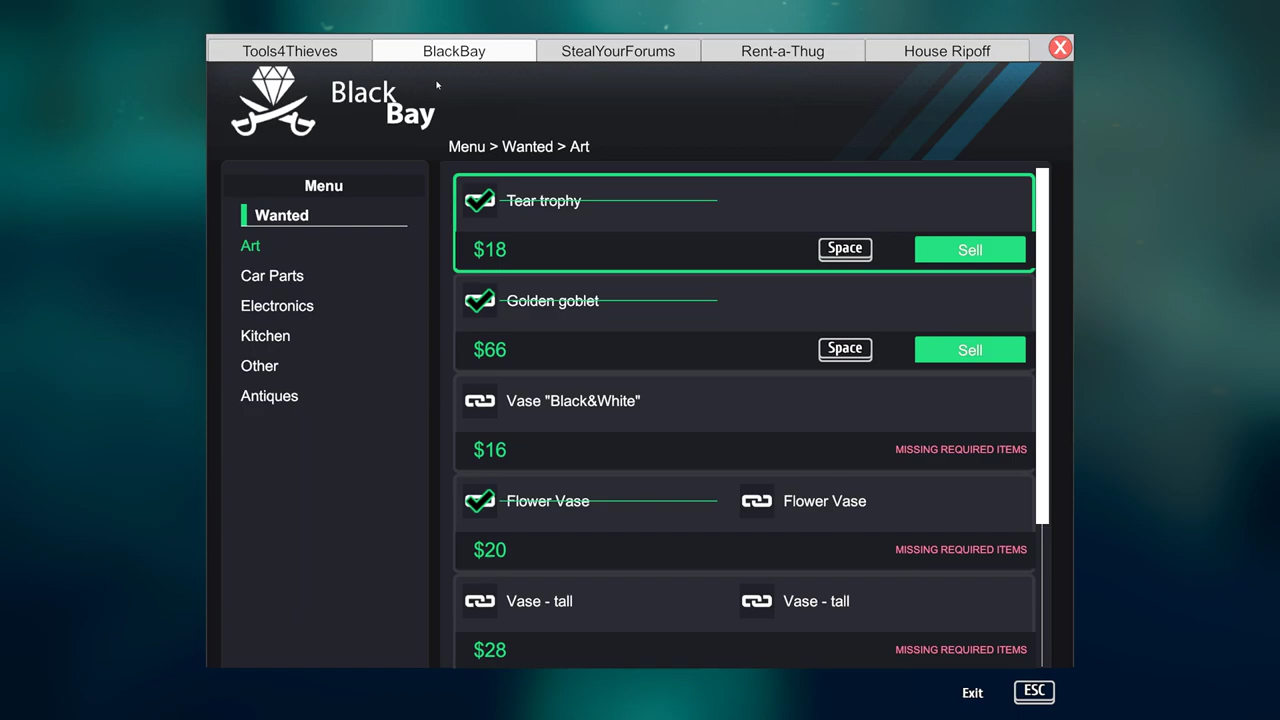 Tools4Thieves
BlackBay
StealYourForums
Rent-a-Thug
House Ripoff
X
Black
Bay
Menu > Wanted > Art
Menu
Wanted
Art
Car Parts
Electronics
Kitchen
Other
Antiques
Tear trophy
$18
Space
Sell
Golden goblet
$66
Space
Sell
Vase "Black&White"
$16
MISSING REQUIRED ITEMS
Flower Vase
Flower Vase
$20
MISSING REQUIRED ITEMS
Vase - tall
Vase - tall
$28
MISSING REQUIRED ITEMS
Exit
ESC